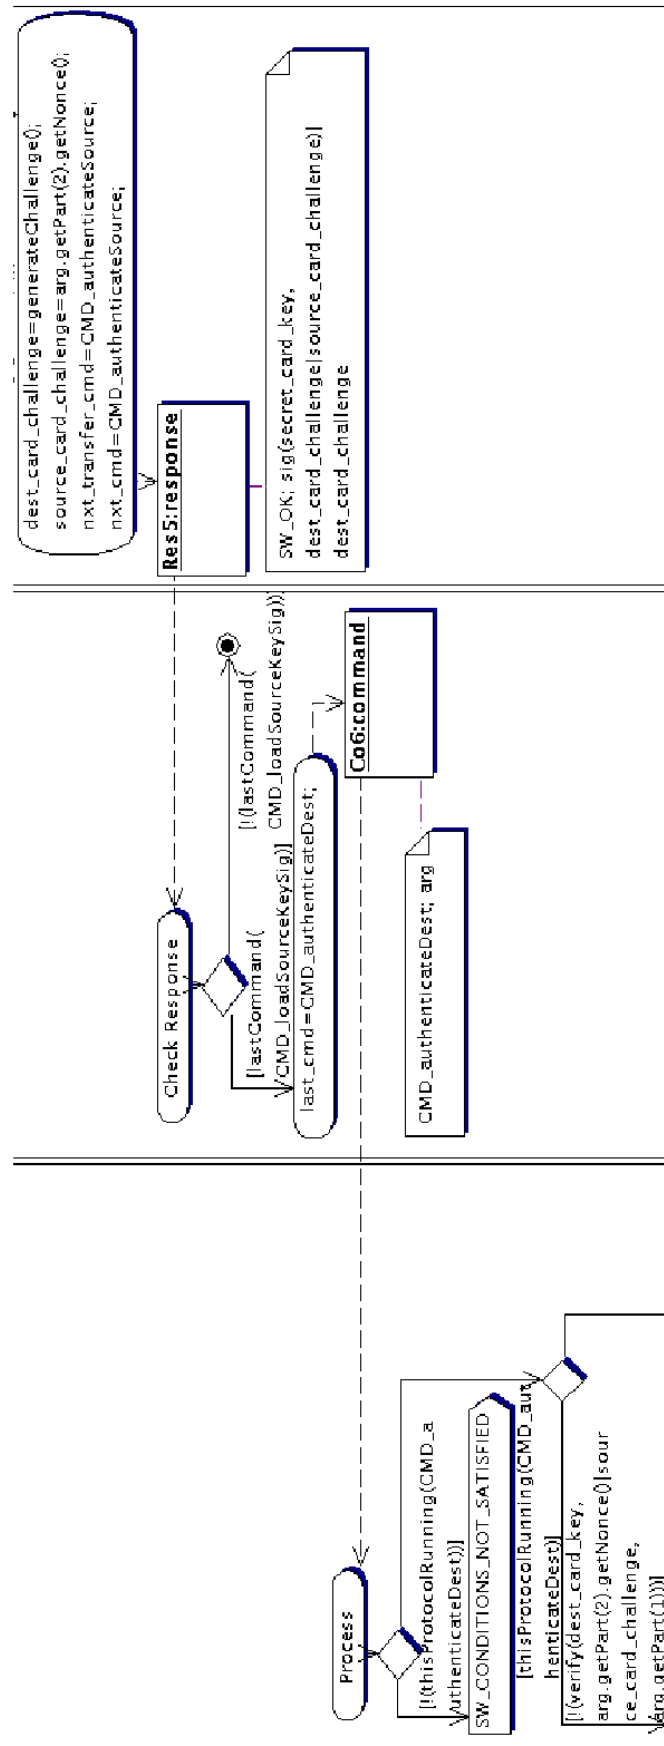 dest_card_challenge=generateChallenge();
source_card_challenge=arg.getPart(2).getNonce();
nxt_transfer_cmd=CMD_authenticateSource;
nxt_cmd=CMD_authenticateSource;
Res5:response
SW_OK; sig(secret_card_key,
dest_card_challenge|source_card_challenge)|
dest_card_challenge
Check Response
[!(lastCommand(
CMD_loadSourceKeySig))]
[lastCommand(
CMD_loadSourceKeySig)]
last_cmd=CMD_authenticateDest;
Co6:command
CMD_authenticateDest; arg
Process
[!(thisProtocolRunning(CMD_a
uthenticateDest))]
SW_CONDITIONS_NOT_SATISFIED
[thisProtocolRunning(CMD_aut
henticateDest)]
[!(verify(dest_card_key,
arg.getPart(2).getNonce()|sour
ce_card_challenge,
arg.getPart(1)))]